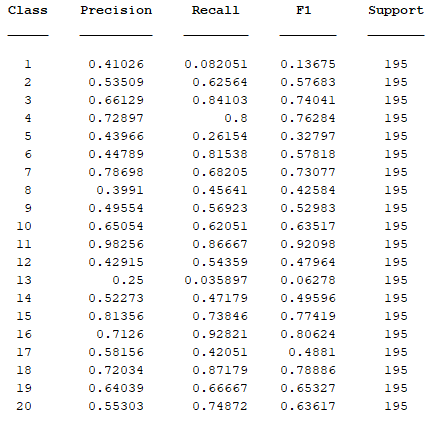 Class Precision Recall F1 Support
_____ _________ ________ _______ _______
1 0.41026 0.082051 0.13675 195
2 0.53509 0.62564 0.57683 195
3 0.66129 0.84103 0.74041 195
4 0.72897 0.8 0.76284 195
5 0.43966 0.26154 0.32797 195
6 0.44789 0.81538 0.57818 195
7 0.78698 0.68205 0.73077 195
8 0.3991 0.45641 0.42584 195
9 0.49554 0.56923 0.52983 195
10 0.65054 0.62051 0.63517 195
11 0.98256 0.86667 0.92098 195
12 0.42915 0.54359 0.47964 195
13 0.25 0.035897 0.06278 195
14 0.52273 0.47179 0.49596 195
15 0.81356 0.73846 0.77419 195
16 0.7126 0.92821 0.80624 195
17 0.58156 0.42051 0.4881 195
18 0.72034 0.87179 0.78886 195
19 0.64039 0.66667 0.65327 195
20 0.55303 0.74872 0.63617 195